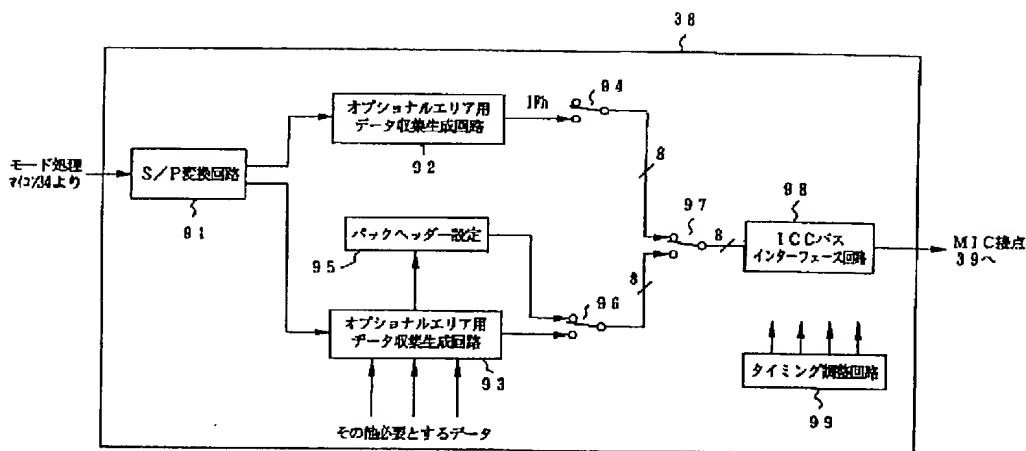 38
オプショナルエリア用
データ収集生成回路
92
1Fh
94
モード処理
マイコン34より
S/P変換回路
91
8
97
98
ICCバス
インターフェース回路
8
MIC接点
39へ
パックヘッダー設定
95
8
96
オプショナルエリア用
データ収集生成回路
93
タイミング調整回路
99
その他必要とするデータ